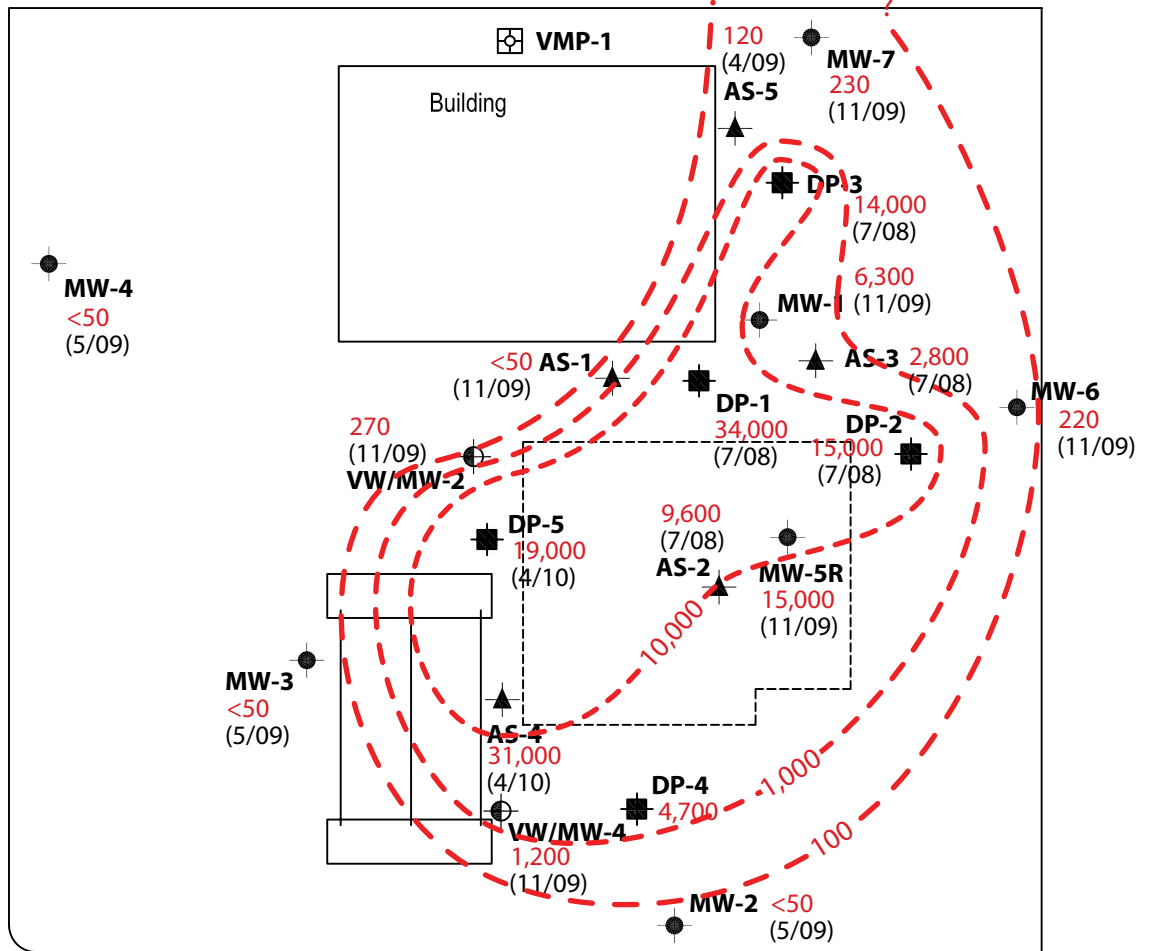 VMP-1
120
(4/09)
AS-5
MW-7
230
(11/09)
Building
DP-3
14,000
(7/08)
MW-4
<50
(5/09)
6,300
MW-1 (11/09)
<50 AS-1
(11/09)
AS-3 2,800
(7/08)
DP-1
34,000
(7/08)
MW-6
220
(11/09)
DP-2
15,000
(7/08)
270
(11/09)
VW/MW-2
DP-5
19,000
(4/10)
9,600
(7/08)
AS-2
MW-5R
15,000
(11/09)
10,000
MW-3
<50
(5/09)
AS-4
31,000
(4/10)
DP-4
4,700
1,000
VW/MW-4
1,200
(11/09)
100
MW-2 <50
(5/09)